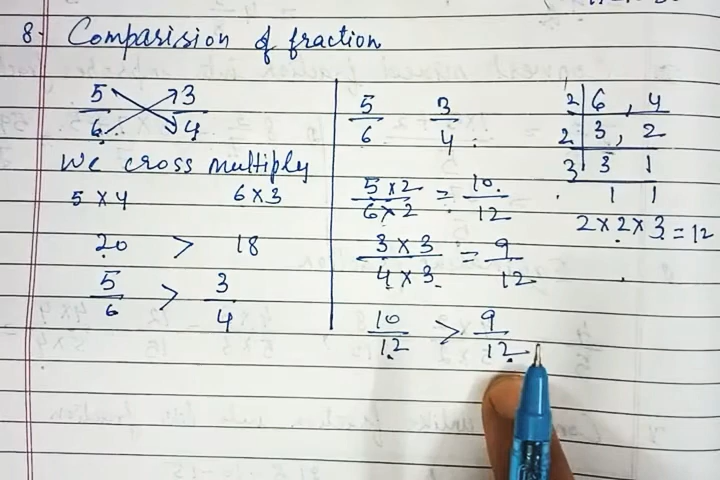 8. Comparision of fraction
5 3
6 4
We cross multiply
5 × 4 6 × 3
20 > 18
5/6 > 3/4
5/6 3/4
5×2/6×2 = 10/12
3×3/4×3 = 9/12
10/12 > 9/12
2 | 6, 4
2 | 3, 2
3 | 3 1
1 1
2×2×3 = 12